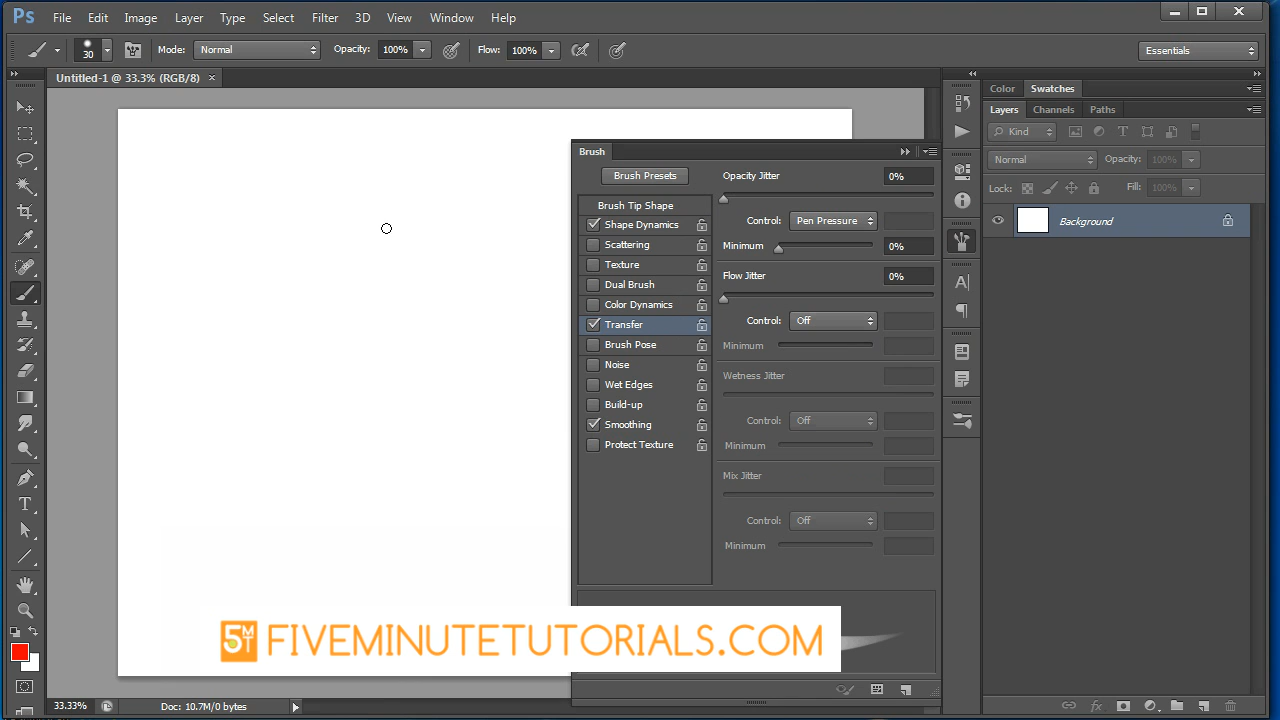 Ps File Edit Image Layer Type Select Filter 3D View Window Help
30 Mode: Normal Opacity: 100% Flow: 100% Essentials
Untitled-1 @ 33.3% (RGB/8) ×
Color Swatches
Layers Channels Paths
Kind
Normal Opacity: 100%
Lock: Fill: 100%
Background
Brush
Brush Presets
Brush Tip Shape
Shape Dynamics
Scattering
Texture
Dual Brush
Color Dynamics
Transfer
Brush Pose
Noise
Wet Edges
Build-up
Smoothing
Protect Texture
Opacity Jitter 0%
Control: Pen Pressure
Minimum 0%
Flow Jitter 0%
Control: Off
Minimum
Wetness Jitter
Control: Off
Minimum
Mix Jitter
Control: Off
Minimum
5MT FIVEMINUTETUTORIALS.COM
33.33% Doc: 10.7M/0 bytes